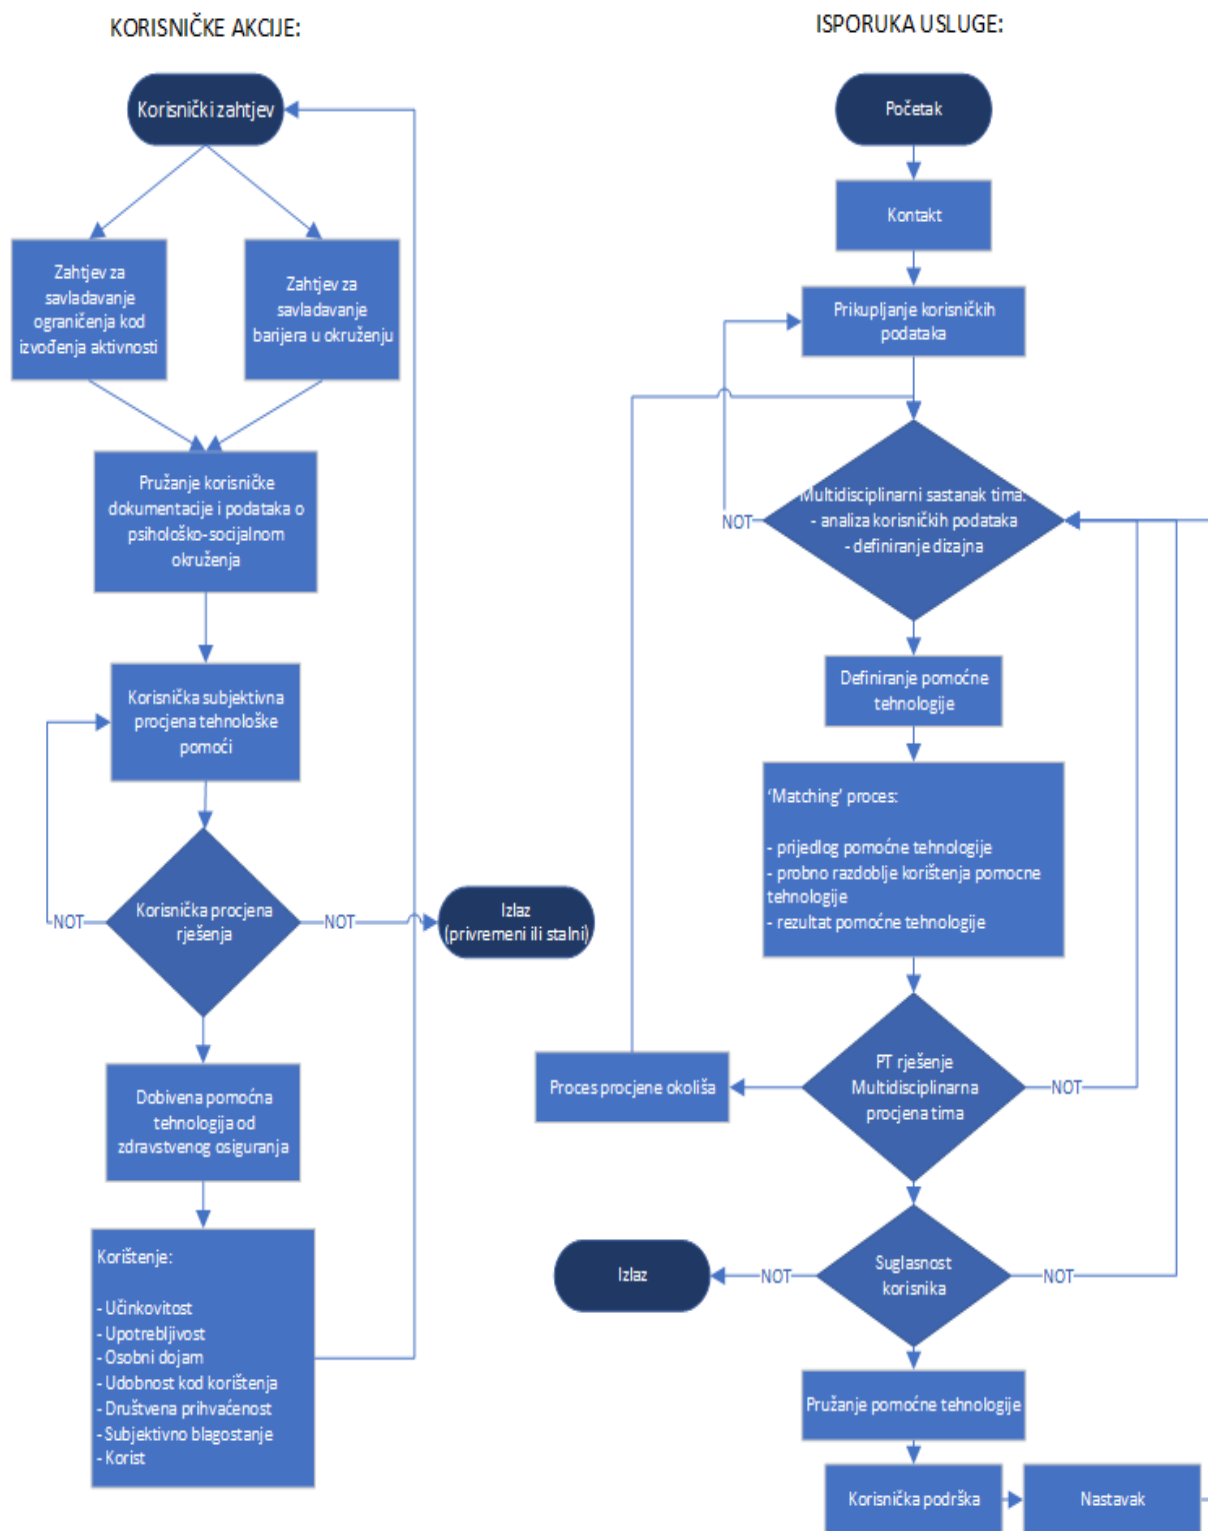 KORISNIČKE AKCIJE:
Korisnički zahtjev
Zahtjev za
savladavanje
ograničenja kod
izvođenja aktivnosti
Zahtjev za
savladavanje
barijera u okruženju
Pružanje korisničke
dokumentacije i podataka o
psihološko-socijalnom
okruženja
Korisnička subjektivna
procjena tehnološke
pomoći
NOT
Korisnička procjena
rješenja
NOT
Izlaz
(privremeni ili stalni)
Dobivena pomoćna
tehnologija od
zdravstvenog osiguranja
Korištenje:
- Učinkovitost
- Upotrebljivost
- Osobni dojam
- Udobnost kod korištenja
- Društvena prihvaćenost
- Subjektivno blagostanje
- Korist
ISPORUKA USLUGE:
Početak
Kontakt
Prikupljanje korisničkih
podataka
Multidisciplinarni sastanak tima:
- analiza korisničkih podataka
- definiranje dizajna
NOT
Definiranje pomoćne
tehnologije
'Matching' proces:
- prijedlog pomoćne tehnologije
- probno razdoblje korištenja pomocne
tehnologije
- rezultat pomoćne tehnologije
Proces procjene okoliša
PT rješenje
Multidisciplinarna
procjena tima
NOT
Izlaz
NOT
Suglasnost
korisnika
NOT
Pružanje pomoćne tehnologije
Korisnička podrška
Nastavak